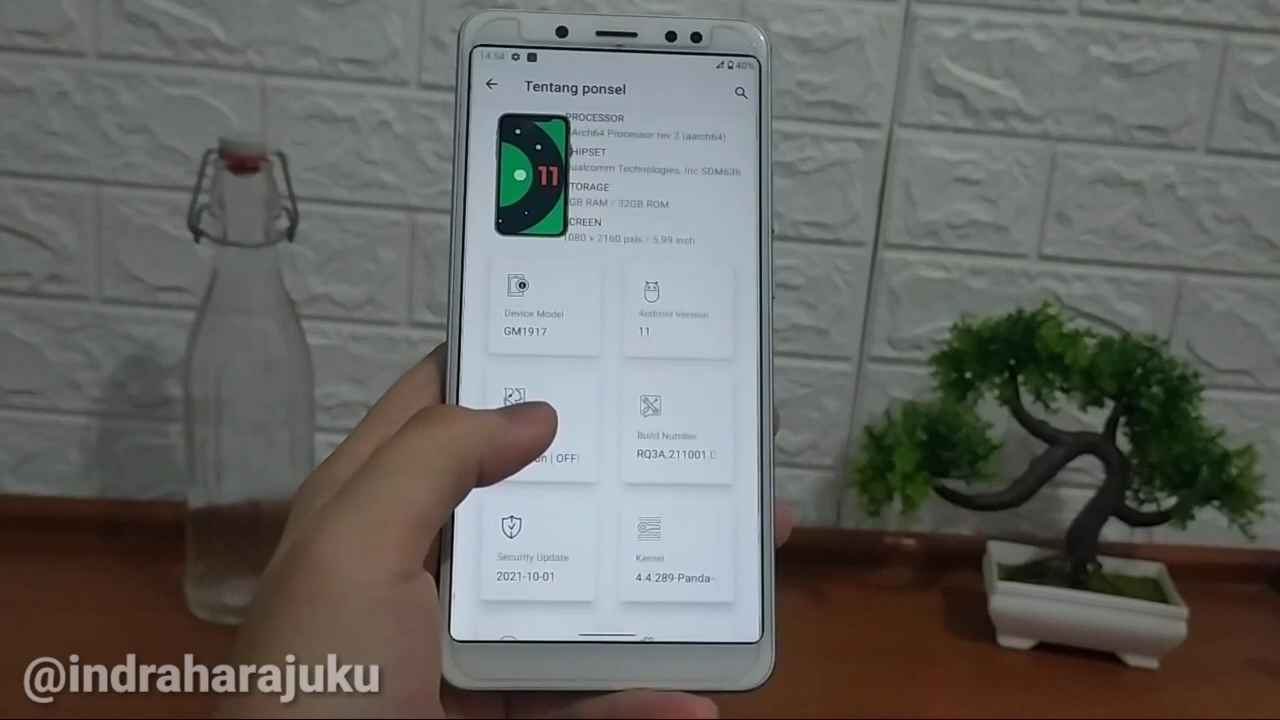 14.54
40%
Tentang ponsel
PROCESSOR
Arch64 Processor rev 2 (aarch64)
HIPSET
ualcomm Technologies, Inc SDM636
11
TORAGE
GB RAM / 32GB ROM
CREEN
1080 x 2160 pxls / 5.99 inch
Device Model
GM1917
Android Version
11
| OFFI
Build Number
RQ3A.211001.0
Security Update
2021-10-01
Kernel
4.4.289-Panda-
@indraharajuku